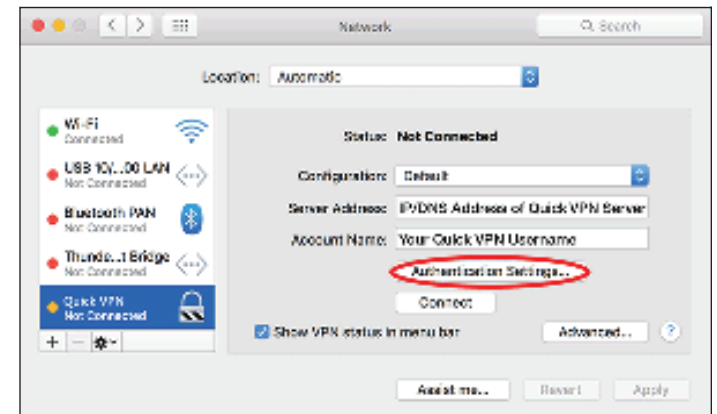 Network
Search
Location: Automatic
Wi-Fi
Connected
USB 10/...00 LAN
Not Connected
Bluetooth PAN
Not Connected
Thunde...t Bridge
Not Connected
Quick VPN
Not Connected
+ −
Status: Not Connected
Configuration: Default
Server Address: IP/DNS Address of Quick VPN Server
Account Name: Your Quick VPN Username
Authentication Settings...
Connect
Show VPN status in menu bar
Advanced...
?
Assist me...
Revert
Apply